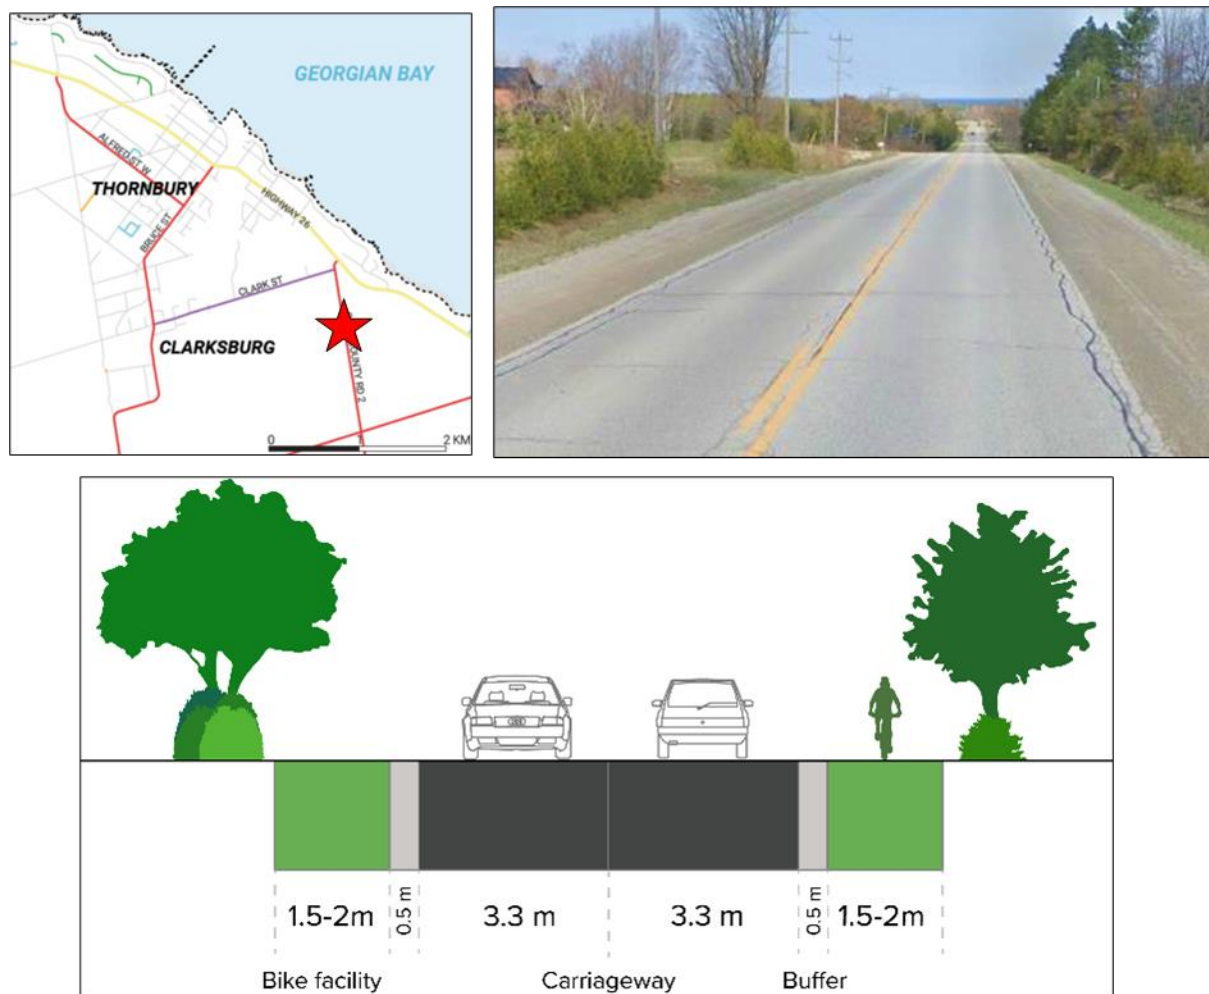 GEORGIAN BAY
ALFRED ST W
THORNBURY
HIGHWAY 26
BRUCE ST
CLARK ST
CLARKSBURG
OUNTY RD 2
0 1 2 KM
1.5-2m 0.5 m 3.3 m 3.3 m 0.5 m 1.5-2m
Bike facility Carriageway Buffer